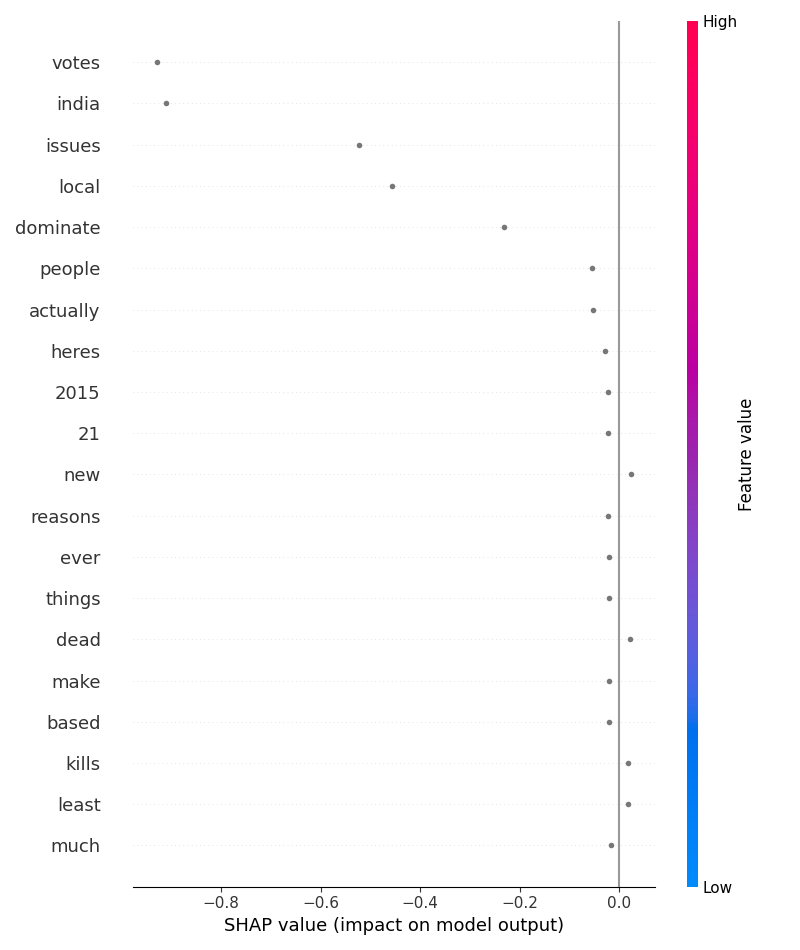 High
votes
india
issues
local
dominate
people
actually
heres
2015
21
new
reasons
ever
things
dead
make
based
kills
least
much
Feature value
Low
−0.8 −0.6 −0.4 −0.2 0.0
SHAP value (impact on model output)